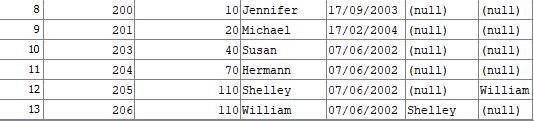 8 200 10 Jennifer 17/09/2003 (null) (null)
9 201 20 Michael 17/02/2004 (null) (null)
10 203 40 Susan 07/06/2002 (null) (null)
11 204 70 Hermann 07/06/2002 (null) (null)
12 205 110 Shelley 07/06/2002 (null) William
13 206 110 William 07/06/2002 Shelley (null)